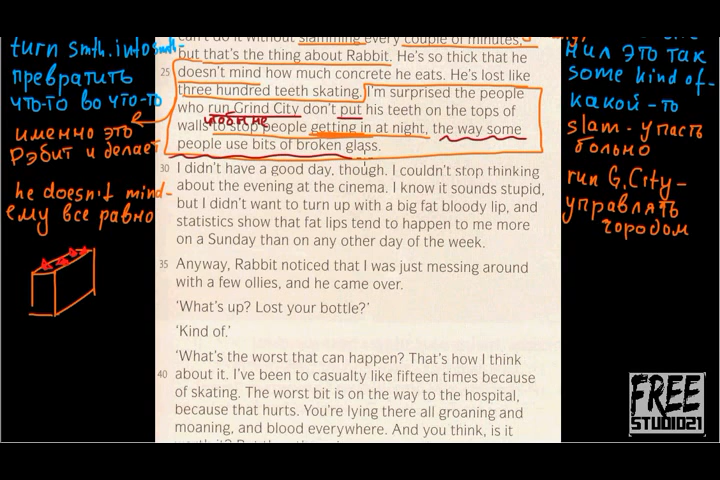 turn smth. into smth-
превратить
что-то во что-то
именно это
Рэбит и делает
he doesn't mind-
ему все равно
can't do it without slamming every couple of minutes,
but that's the thing about Rabbit. He's so thick that he
25 doesn't mind how much concrete he eats. He's lost like
three hundred teeth skating. I'm surprised the people
who run Grind City don't put his teeth on the tops of
walls to stop people getting in at night, the way some
чтобы не
people use bits of broken glass.
30 I didn't have a good day, though. I couldn't stop thinking
about the evening at the cinema. I know it sounds stupid,
but I didn't want to turn up with a big fat bloody lip, and
statistics show that fat lips tend to happen to me more
on a Sunday than on any other day of the week.
35 Anyway, Rabbit noticed that I was just messing around
with a few ollies, and he came over.
'What's up? Lost your bottle?'
'Kind of.'
'What's the worst that can happen? That's how I think
40 about it. I've been to casualty like fifteen times because
of skating. The worst bit is on the way to the hospital,
because that hurts. You're lying there all groaning and
moaning, and blood everywhere. And you think, is it
нил это так
some kind of-
какой-то
slam - упасть
больно
run G.City-
управлять
городом
FREE
STUDIO21